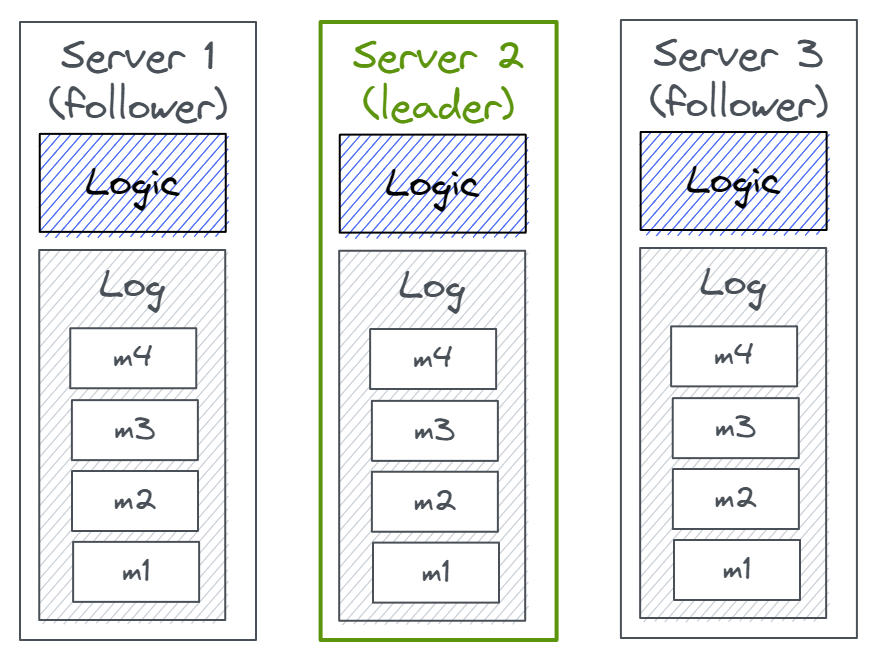 Server 1
(follower)
Logic
Log
m4
m3
m2
m1
Server 2
(leader)
Logic
Log
m4
m3
m2
m1
Server 3
(follower)
Logic
Log
m4
m3
m2
m1